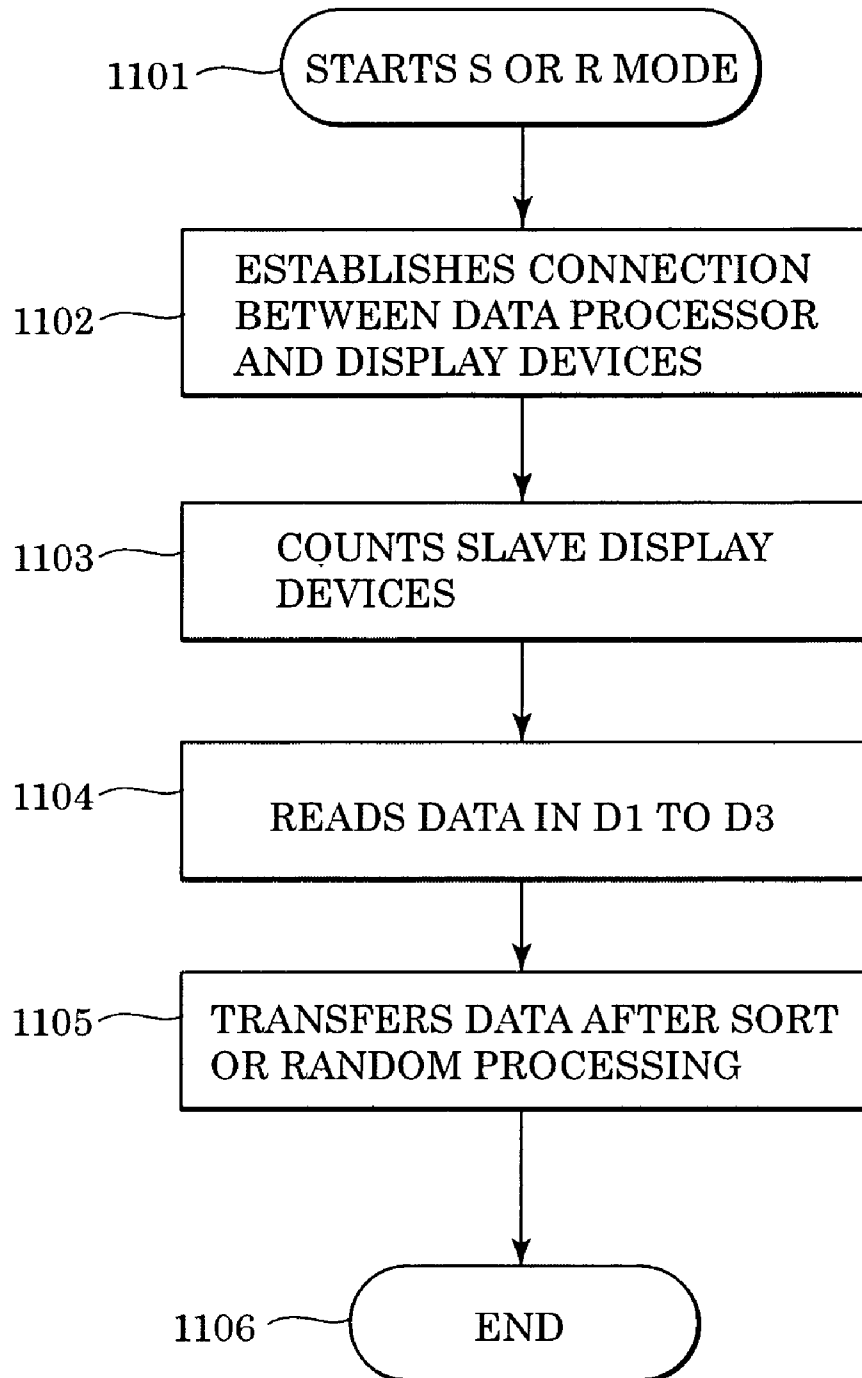 1101
STARTS S OR R MODE
1102
ESTABLISHES CONNECTION
BETWEEN DATA PROCESSOR
AND DISPLAY DEVICES
1103
COUNTS SLAVE DISPLAY
DEVICES
1104
READS DATA IN D1 TO D3
1105
TRANSFERS DATA AFTER SORT
OR RANDOM PROCESSING
1106
END